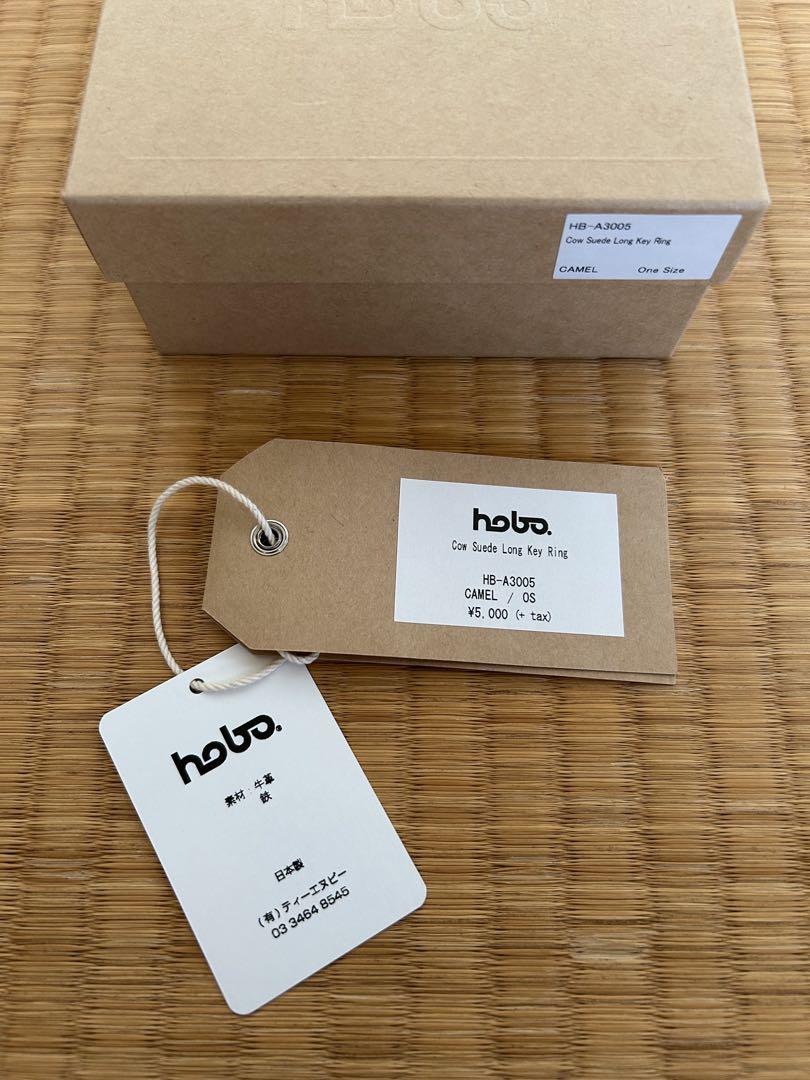 hobo
HB-A3005
Cow Suede Long Key Ring
CAMEL One Size
hobo.
Cow Suede Long Key Ring
HB-A3005
CAMEL / OS
¥5,000 (+ tax)
hobo.
素材:牛革
鉄
日本製
(有)ティーエヌピー
03 3464 8545